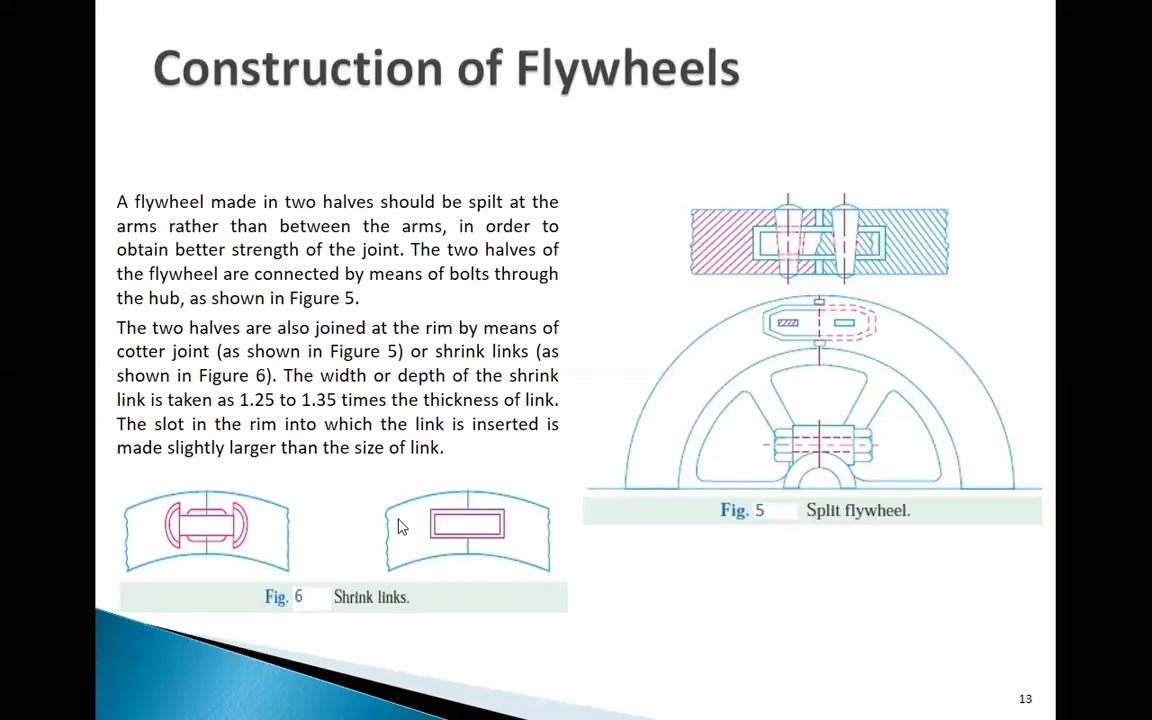 Construction of Flywheels
A flywheel made in two halves should be spilt at the
arms rather than between the arms, in order to
obtain better strength of the joint. The two halves of
the flywheel are connected by means of bolts through
the hub, as shown in Figure 5.
The two halves are also joined at the rim by means of
cotter joint (as shown in Figure 5) or shrink links (as
shown in Figure 6). The width or depth of the shrink
link is taken as 1.25 to 1.35 times the thickness of link.
The slot in the rim into which the link is inserted is
made slightly larger than the size of link.
Fig. 5 Split flywheel.
Fig. 6 Shrink links.
13